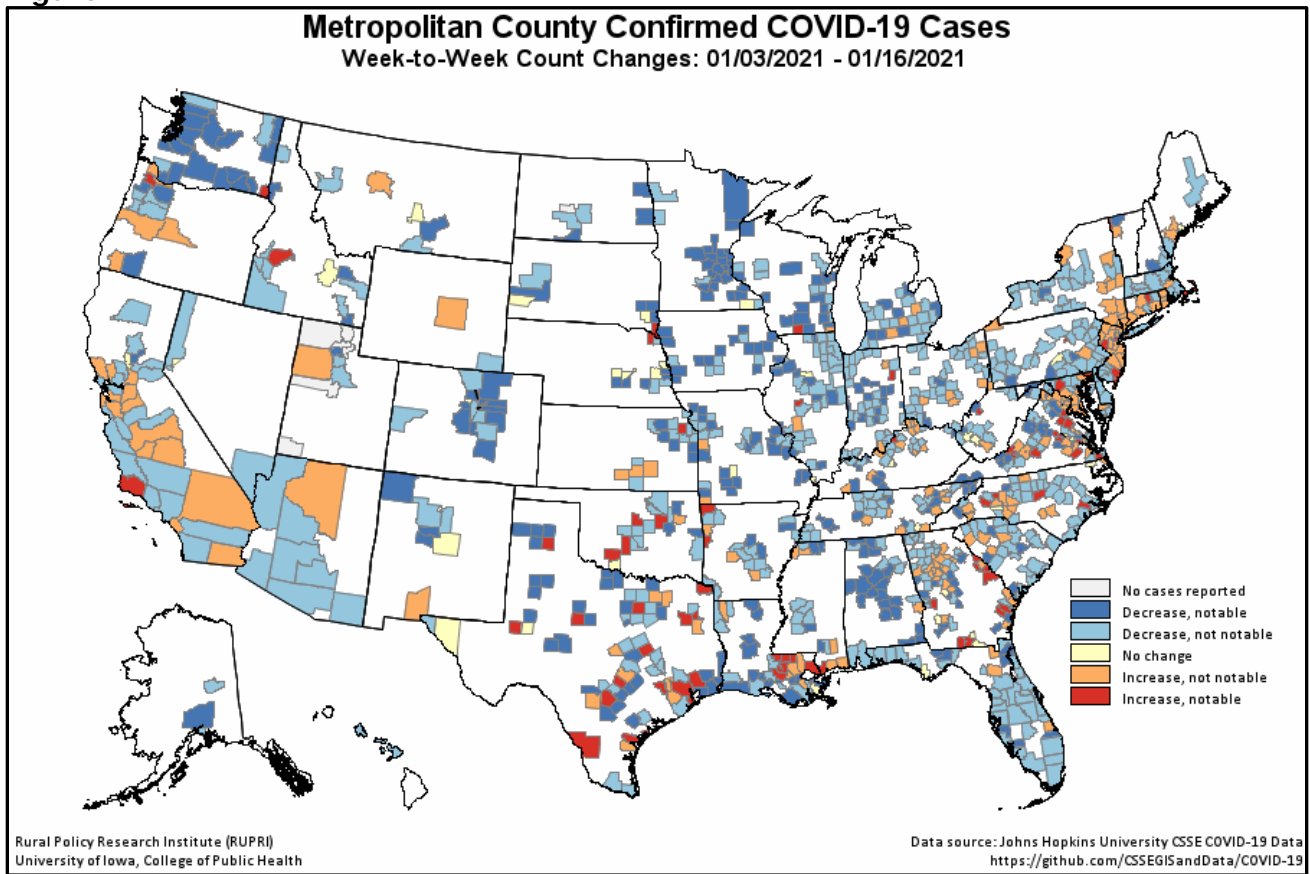 Metropolitan County Confirmed COVID-19 Cases
Week-to-Week Count Changes: 01/03/2021 - 01/16/2021
No cases reported
Decrease, notable
Decrease, not notable
No change
Increase, not notable
Increase, notable
Rural Policy Research Institute (RUPRI)
University of Iowa, College of Public Health
Data source: Johns Hopkins University CSSE COVID-19 Data
https://github.com/CSSEGISandData/COVID-19